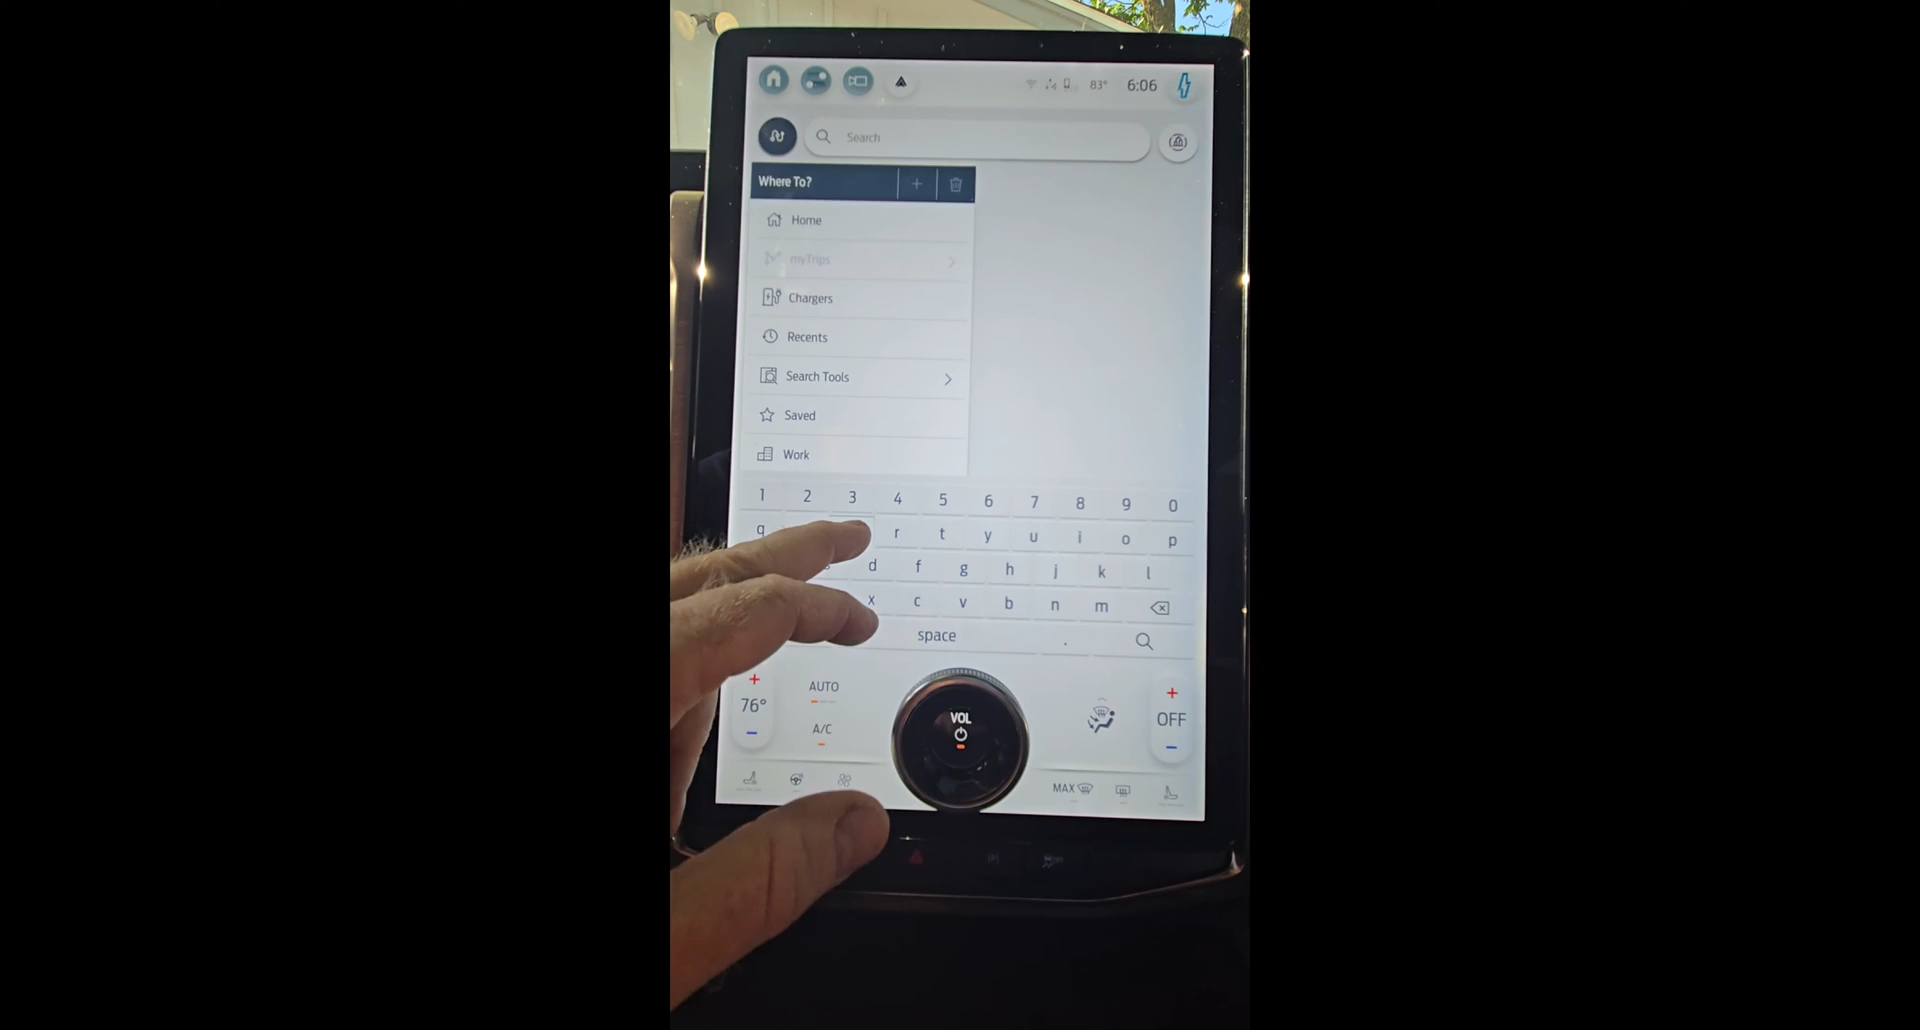 83° 6:06
Search
Where To?
Home
myTrips
Chargers
Recents
Search Tools
Saved
Work
1 2 3 4 5 6 7 8 9 0
q r t y u i o p
d f g h j k l
x c v b n m
space .
76° AUTO
A/C
VOL
OFF
MAX